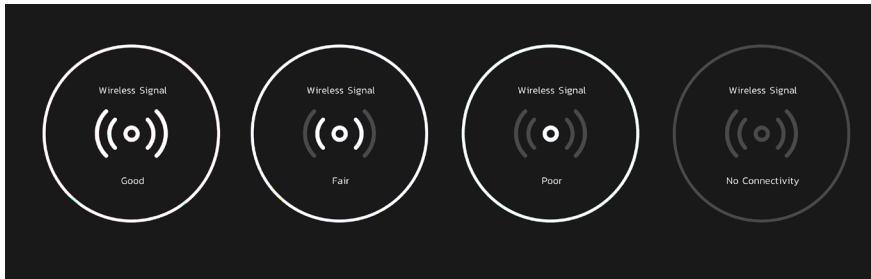 Wireless Signal
Good
Wireless Signal
Fair
Wireless Signal
Poor
Wireless Signal
No Connectivity